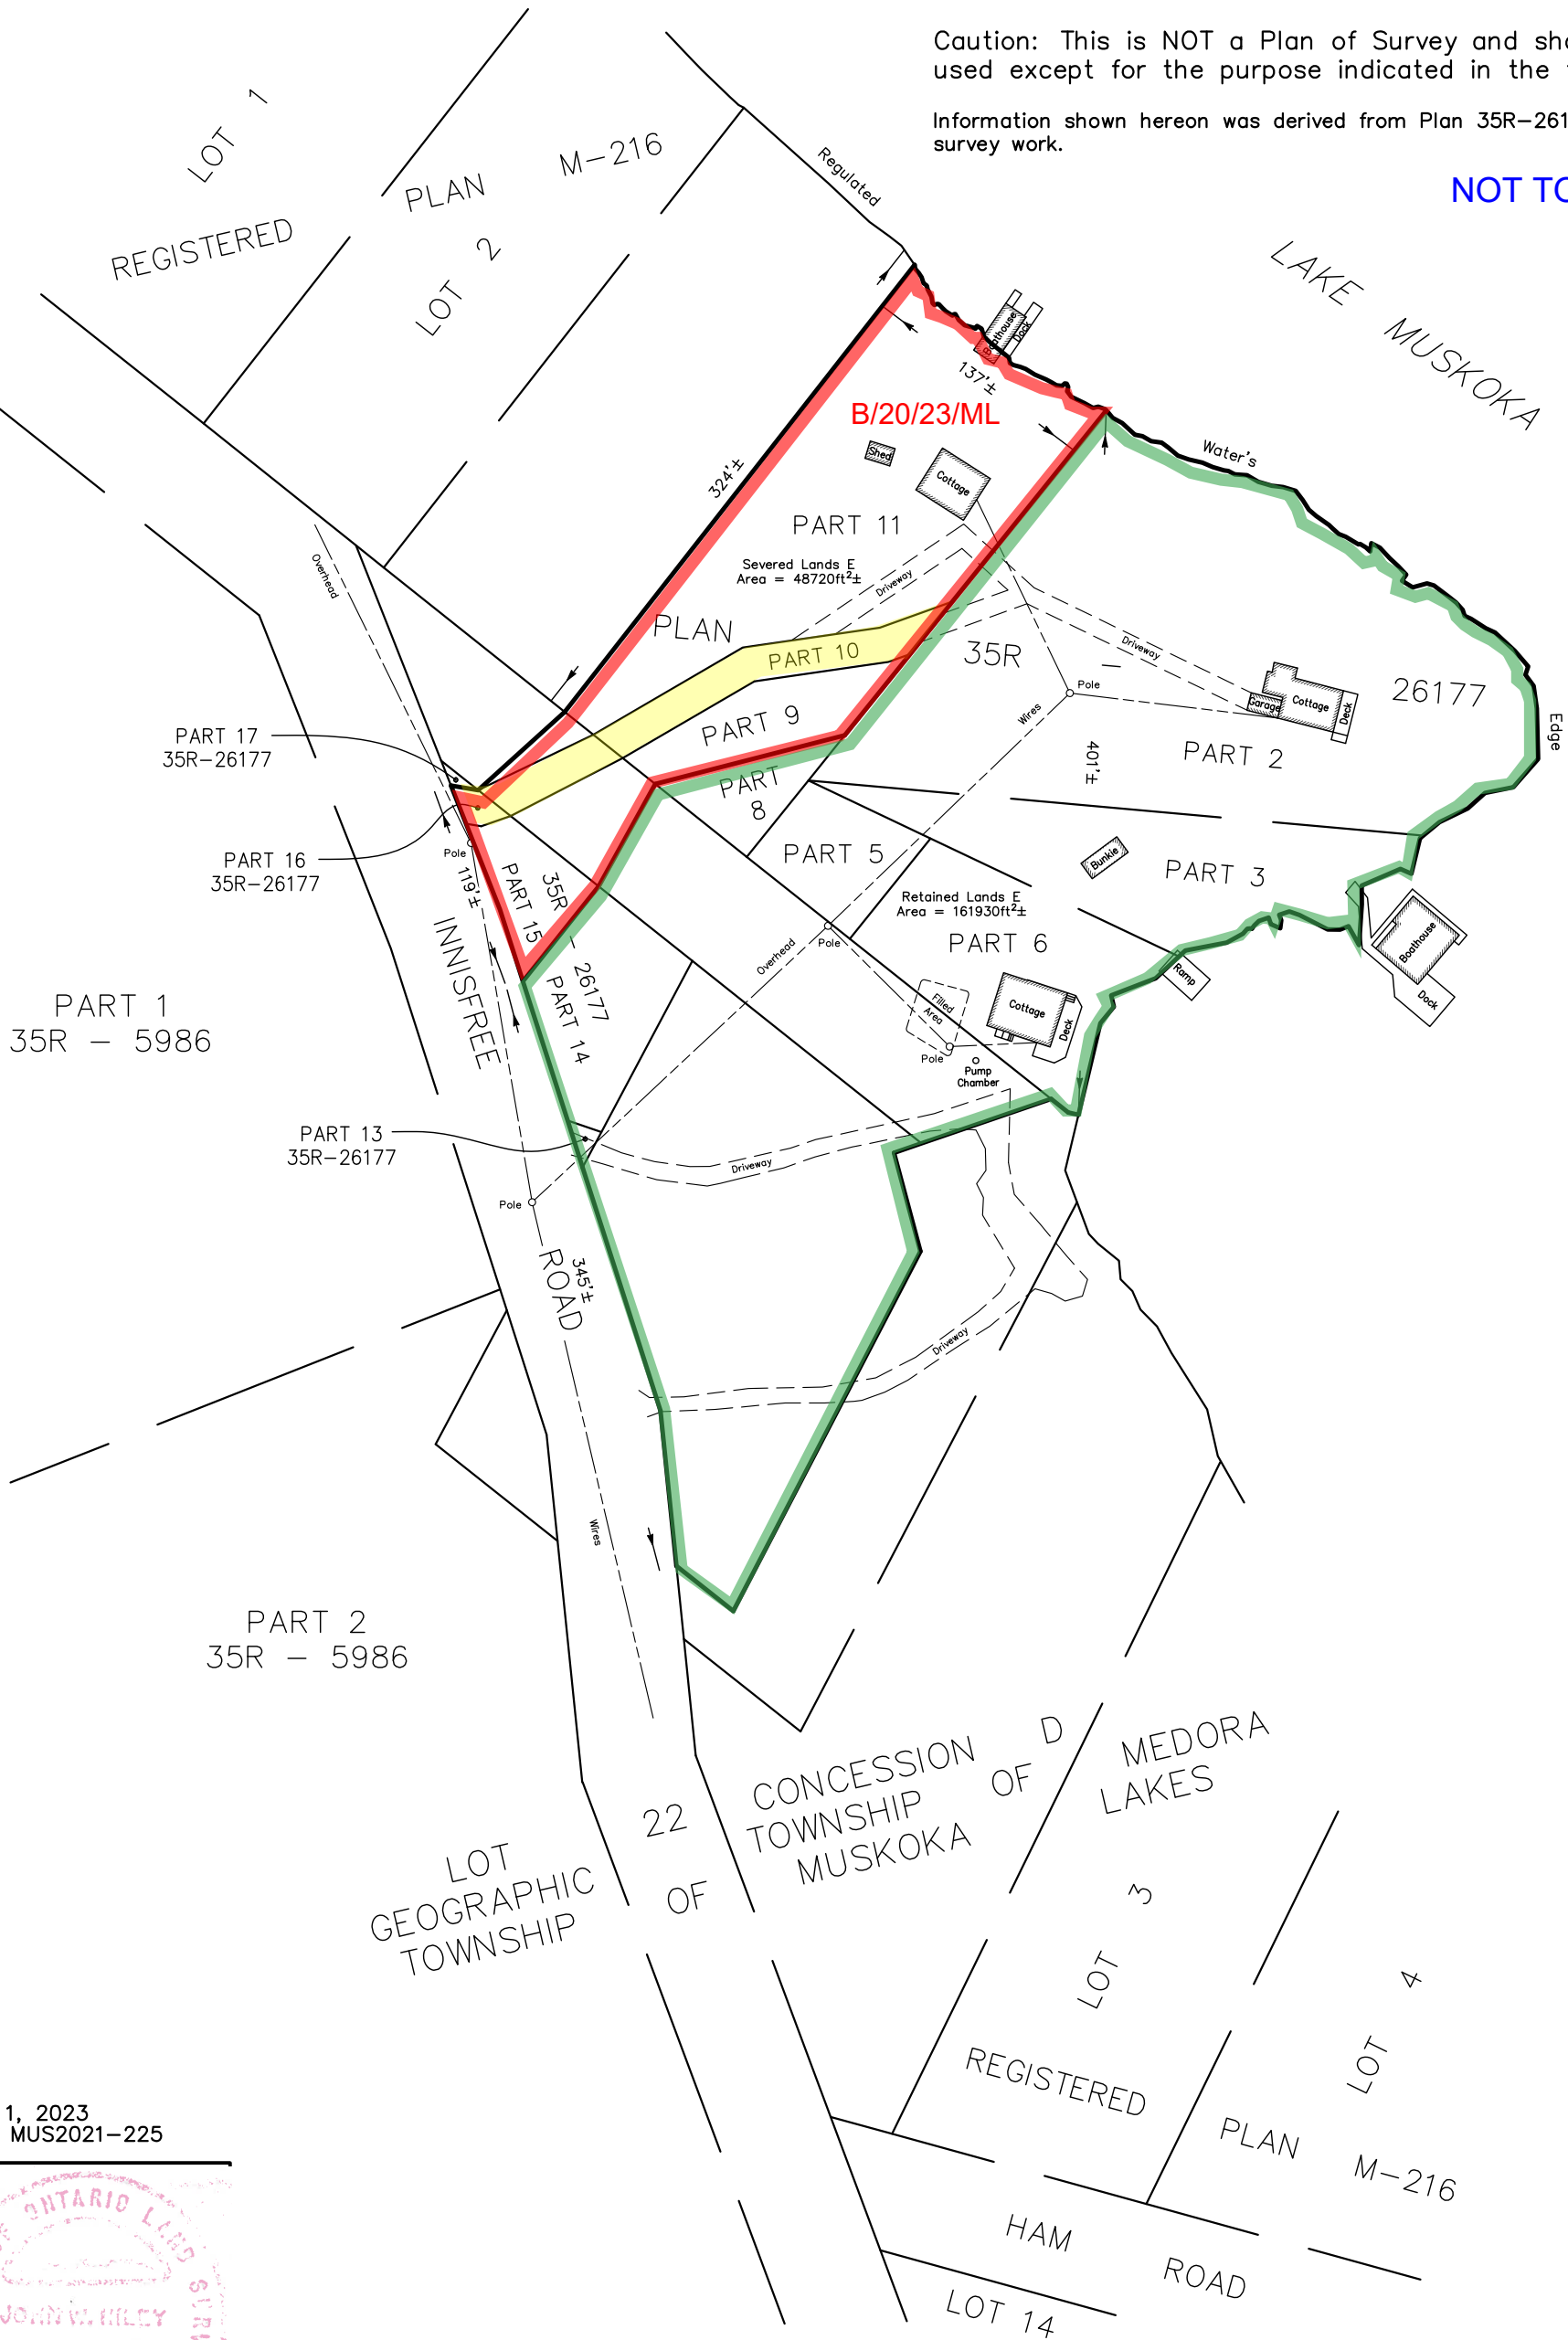 Caution: This is NOT a Plan of Survey and
used except for the purpose indicated in the
Information shown hereon was derived from Plan 35R-261
survey work.
NOT TO
LOT 1
REGISTERED PLAN M-216
LOT 2
Regulated
LAKE MUSKOKA
Boathouse
Dock
137'±
B/20/23/ML
Water's
Edge
324'±
Shed
Cottage
PART 11
Severed Lands E
Area = 48720ft²±
Driveway
Overhead
PLAN 35R - 26177
PART 10
Driveway
Pole
Garage
Cottage
Deck
PART 9
Wires
401'±
PART 2
PART 17
35R-26177
PART 8
PART 5
Bunkie
PART 3
PART 16
35R-26177
Pole
119'±
PART 15
35R - 26177
Retained Lands E
Area = 161930ft²±
PART 6
Pole
Overhead
Boathouse
Dock
Ramp
INNISFREE ROAD
PART 14
Filled
Area
Cottage
Deck
Pole
Pump
Chamber
PART 1
35R - 5986
PART 13
35R-26177
Driveway
Pole
345'±
Driveway
Wires
PART 2
35R - 5986
LOT 22 CONCESSION D
GEOGRAPHIC TOWNSHIP OF MEDORA
TOWNSHIP OF MUSKOKA LAKES
LOT 3
LOT 4
REGISTERED PLAN M-216
HAM ROAD
LOT 14
1, 2023
MUS2021-225
ONTARIO LAND
JOHN W. HILEY